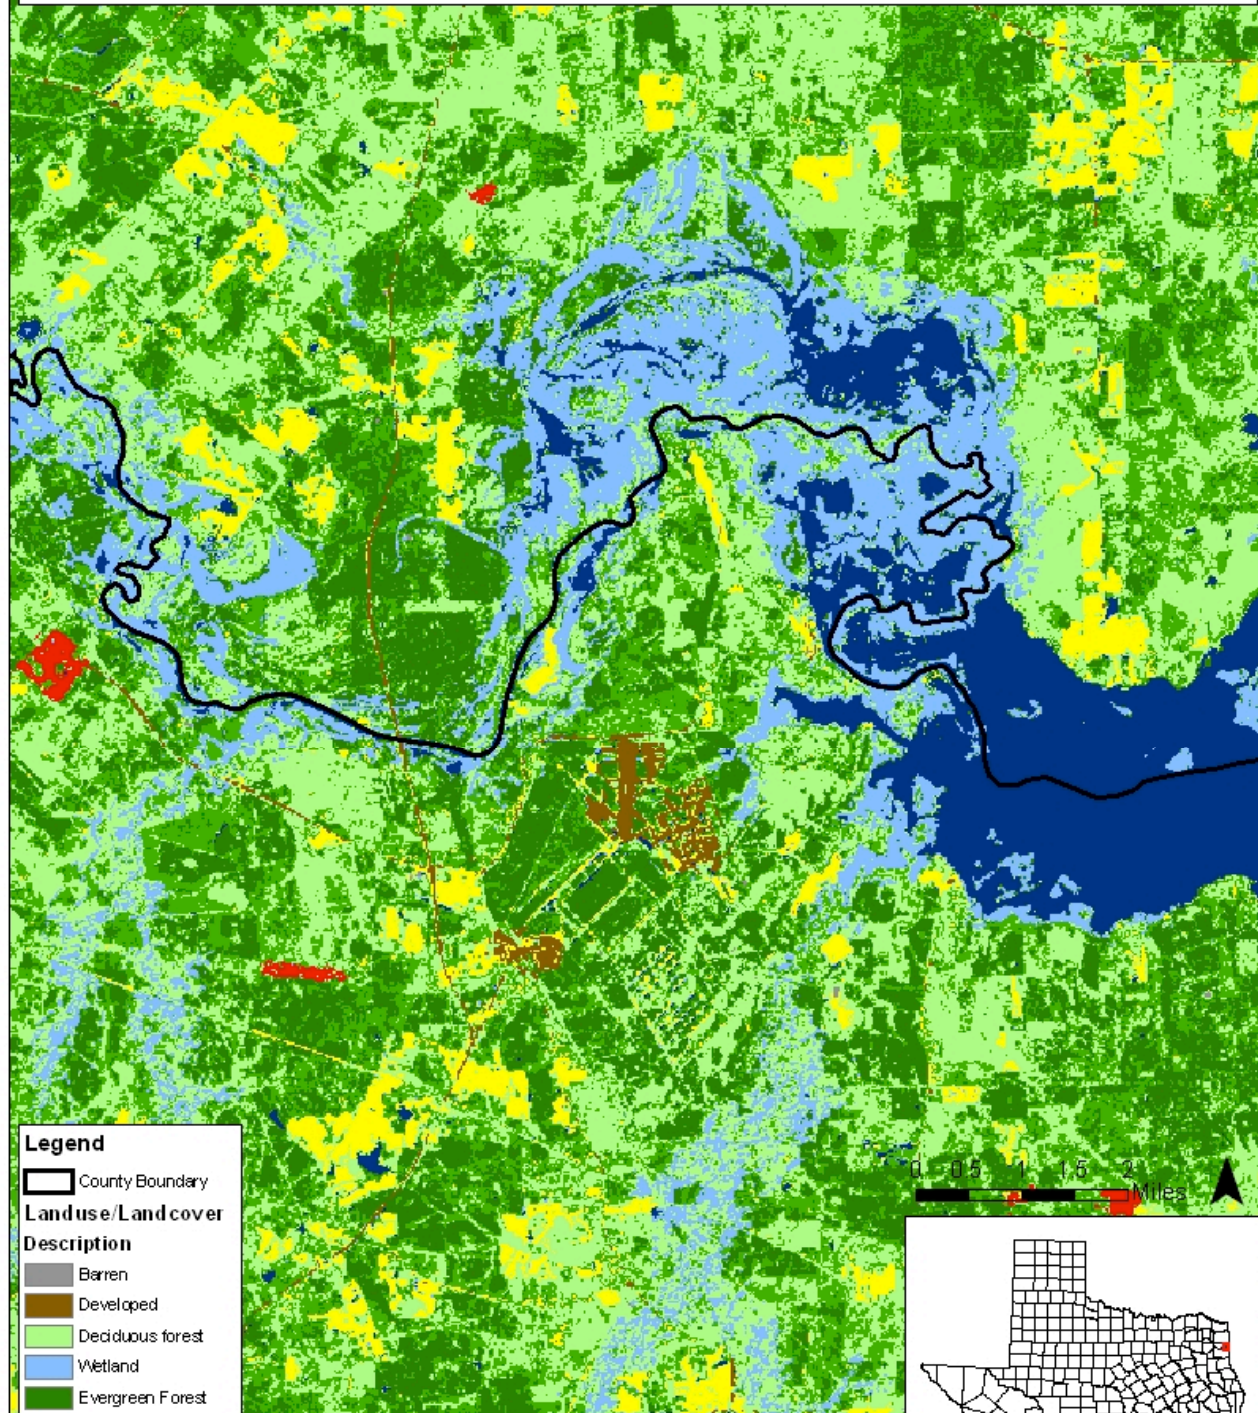 0 0.5 1 1.5 2
Miles
Legend
County Boundary
Landuse/Landcover
Description
Barren
Developed
Deciduous forest
Wetland
Evergreen Forest